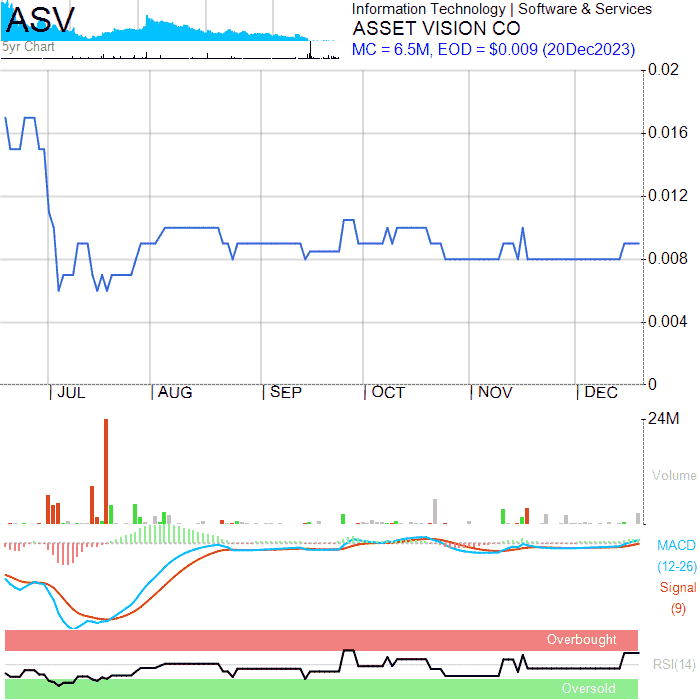 ASV
5yr Chart
Information Technology | Software & Services
ASSET VISION CO
MC = 6.5M, EOD = $0.009 (20Dec2023)
0.02
0.016
0.012
0.008
0.004
0
JUL AUG SEP OCT NOV DEC
24M
Volume
MACD
(12-26)
Signal
(9)
Overbought
RSI(14)
Oversold